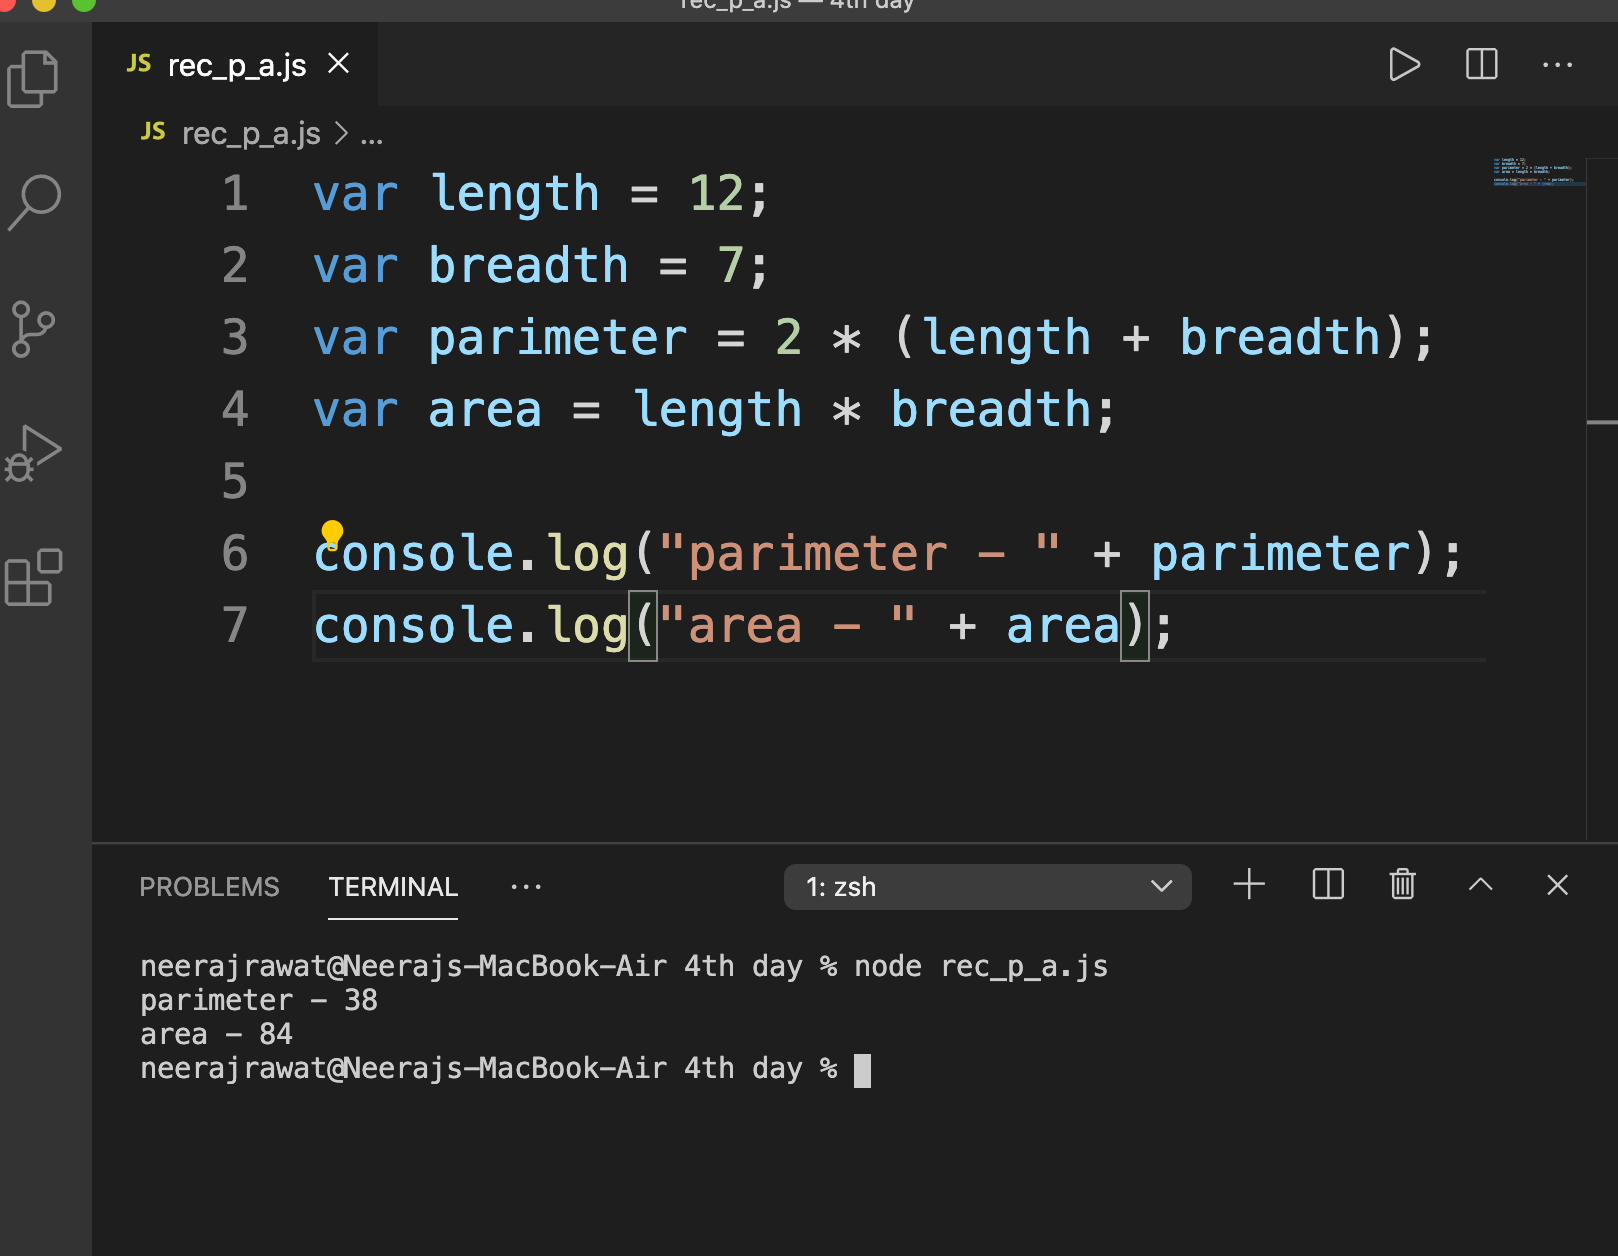 rec_p_a.js — 4th day
JS rec_p_a.js
JS rec_p_a.js > ...
1 var length = 12;
2 var breadth = 7;
3 var parimeter = 2 * (length + breadth);
4 var area = length * breadth;
5
6 console.log("parimeter - " + parimeter);
7 console.log("area - " + area);
PROBLEMS TERMINAL ... 1: zsh
neerajrawat@Neerajs-MacBook-Air 4th day % node rec_p_a.js
parimeter - 38
area - 84
neerajrawat@Neerajs-MacBook-Air 4th day %